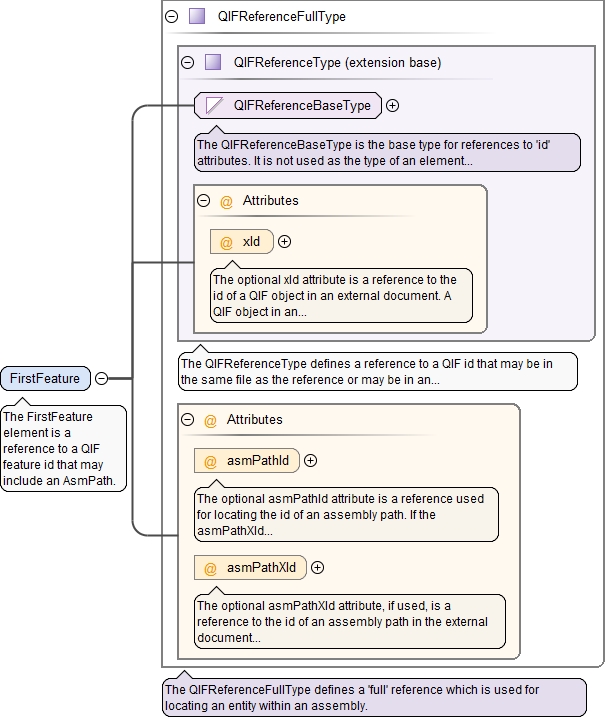 QIFReferenceFullType
QIFReferenceType (extension base)
QIFReferenceBaseType
The QIFReferenceBaseType is the base type for references to 'id'
attributes. It is not used as the type of an element...
@ Attributes
@ xId
The optional xId attribute is a reference to the
id of a QIF object in an external document. A
QIF object in an...
The QIFReferenceType defines a reference to a QIF id that may be in
the same file as the reference or may be in an...
FirstFeature
The FirstFeature
element is a
reference to a QIF
feature id that may
include an AsmPath.
@ Attributes
@ asmPathId
The optional asmPathId attribute is a reference used
for locating the id of an assembly path. If the
asmPathXId...
@ asmPathXId
The optional asmPathXId attribute, if used, is a
reference to the id of an assembly path in the external
document...
The QIFReferenceFullType defines a 'full' reference which is used for
locating an entity within an assembly.